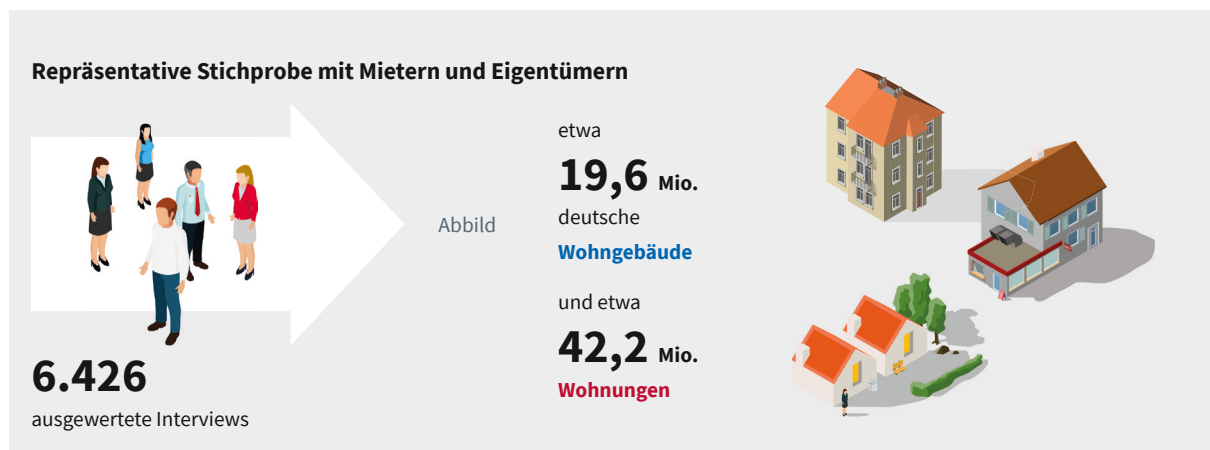 Repräsentative Stichprobe mit Mietern und Eigentümern
6.426
ausgewertete Interviews
Abbild
etwa
19,6 Mio.
deutsche
Wohngebäude
und etwa
42,2 Mio.
Wohnungen